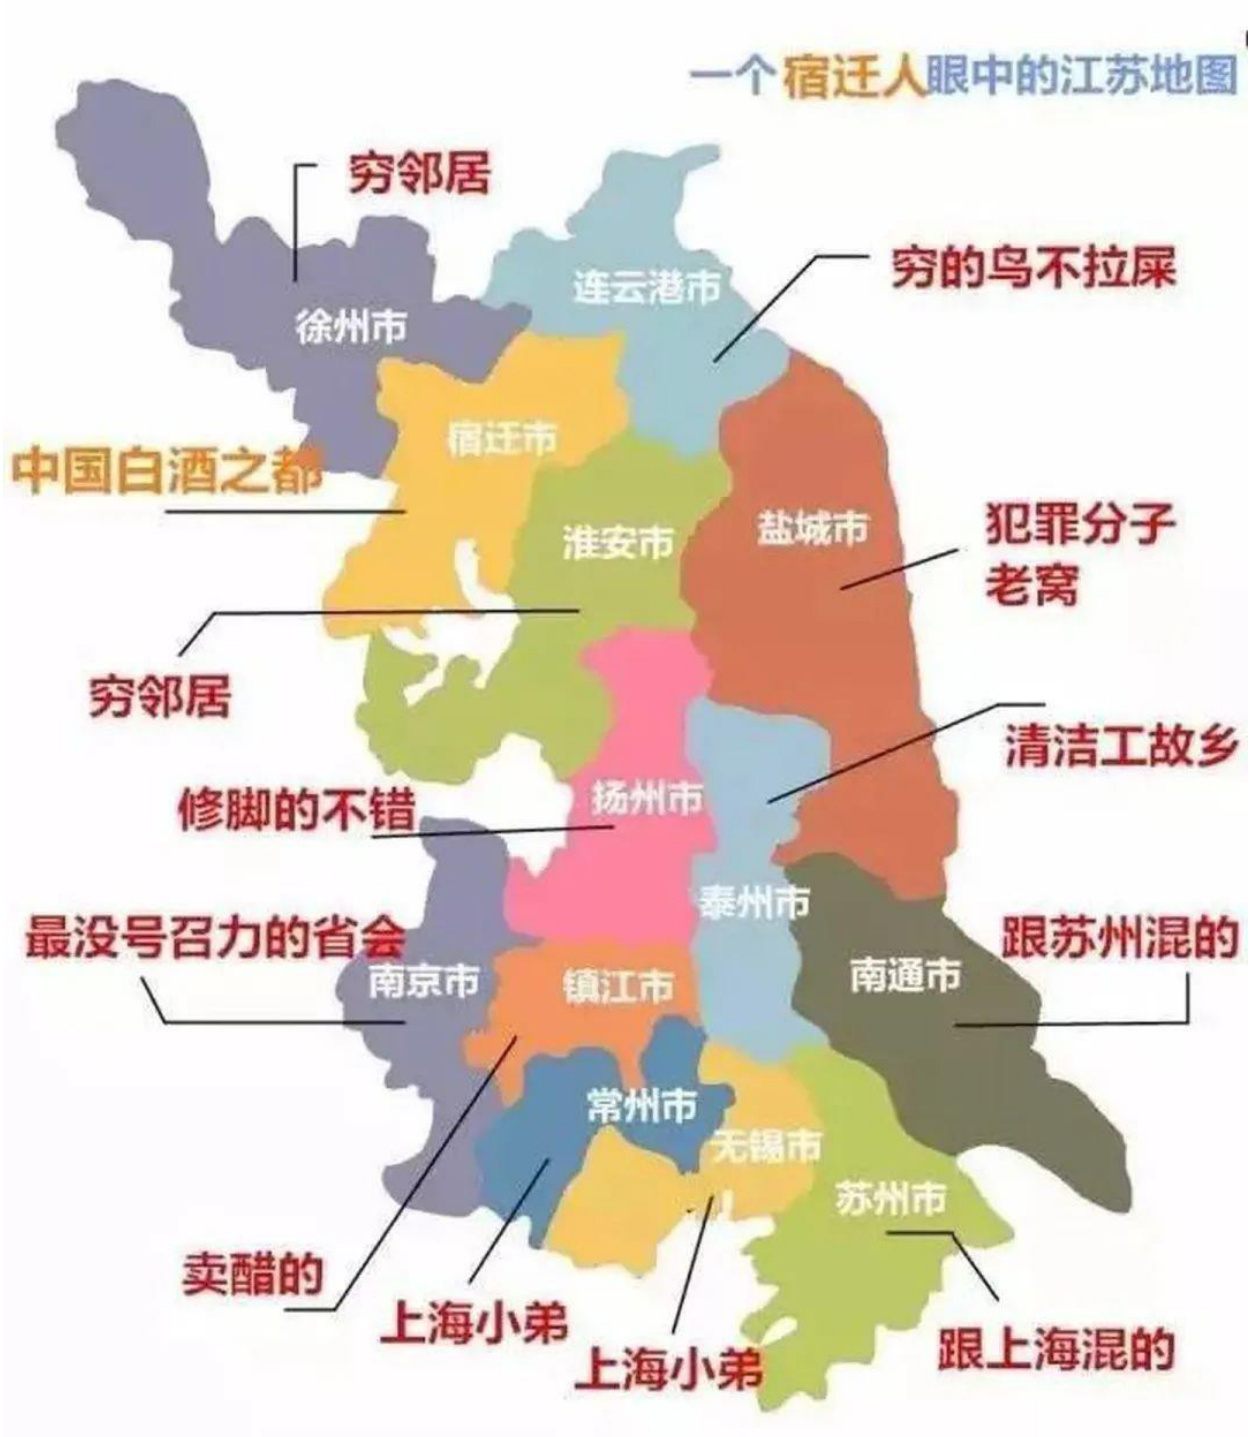 一个宿迁人眼中的江苏地图
穷邻居
穷的鸟不拉屎
连云港市
徐州市
宿迁市
中国白酒之都
淮安市
盐城市
犯罪分子
老窝
穷邻居
清洁工故乡
修脚的不错
扬州市
泰州市
最没号召力的省会
跟苏州混的
南京市
镇江市
南通市
常州市
无锡市
苏州市
卖醋的
上海小弟
上海小弟
跟上海混的